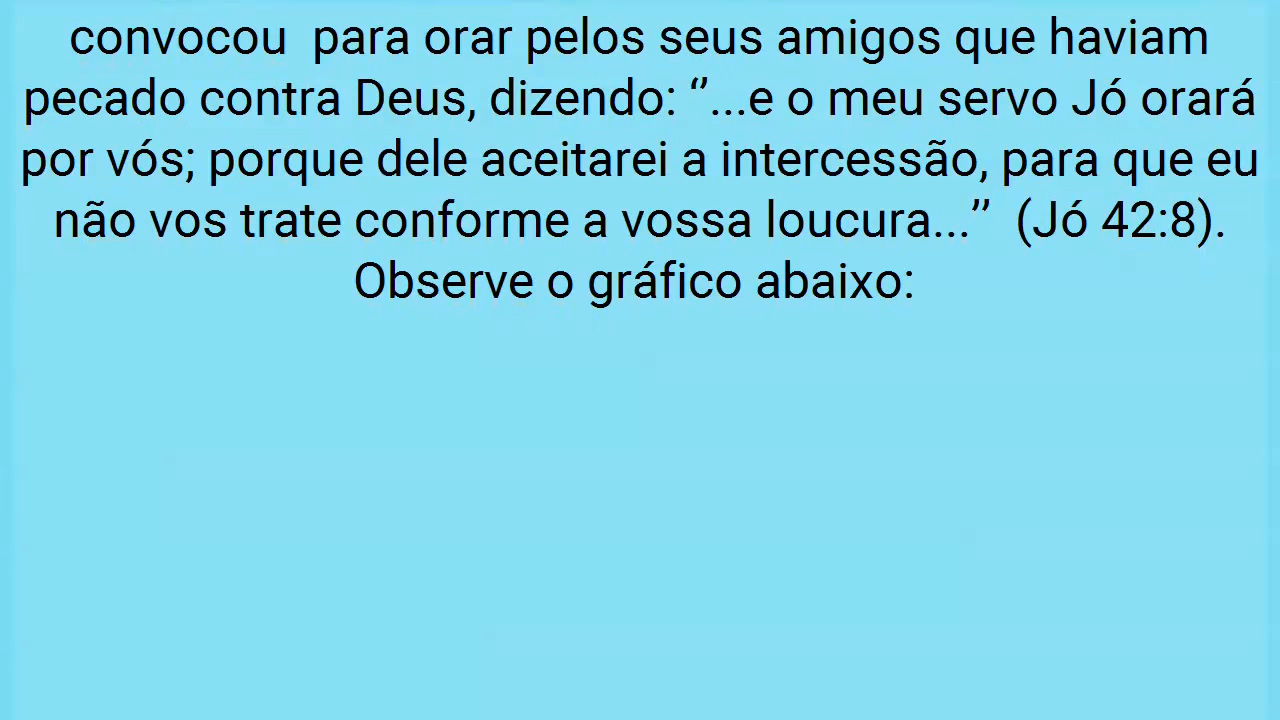 convocou  para orar pelos seus amigos que haviam
pecado contra Deus, dizendo: ‘’...e o meu servo Jó orará
por vós; porque dele aceitarei a intercessão, para que eu
não vos trate conforme a vossa loucura...’’  (Jó 42:8).
Observe o gráfico abaixo: